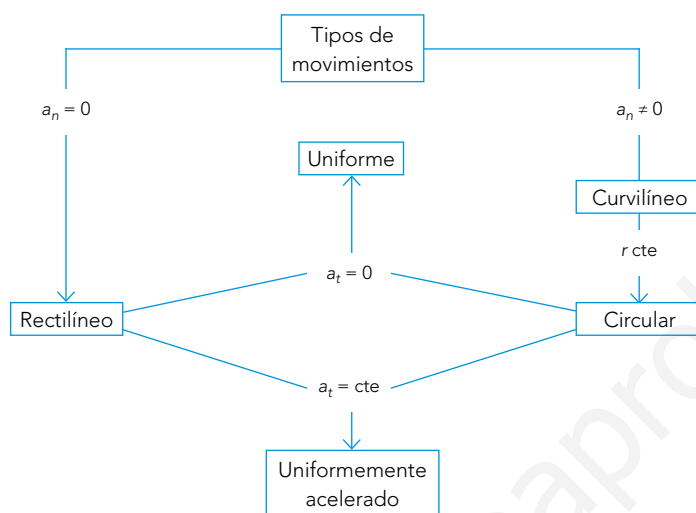 Tipos de
movimientos
aₙ = 0
aₙ ≠ 0
Uniforme
Curvilíneo
r cte
aₜ = 0
Rectilíneo
Circular
aₜ = cte
Uniformemente
acelerado